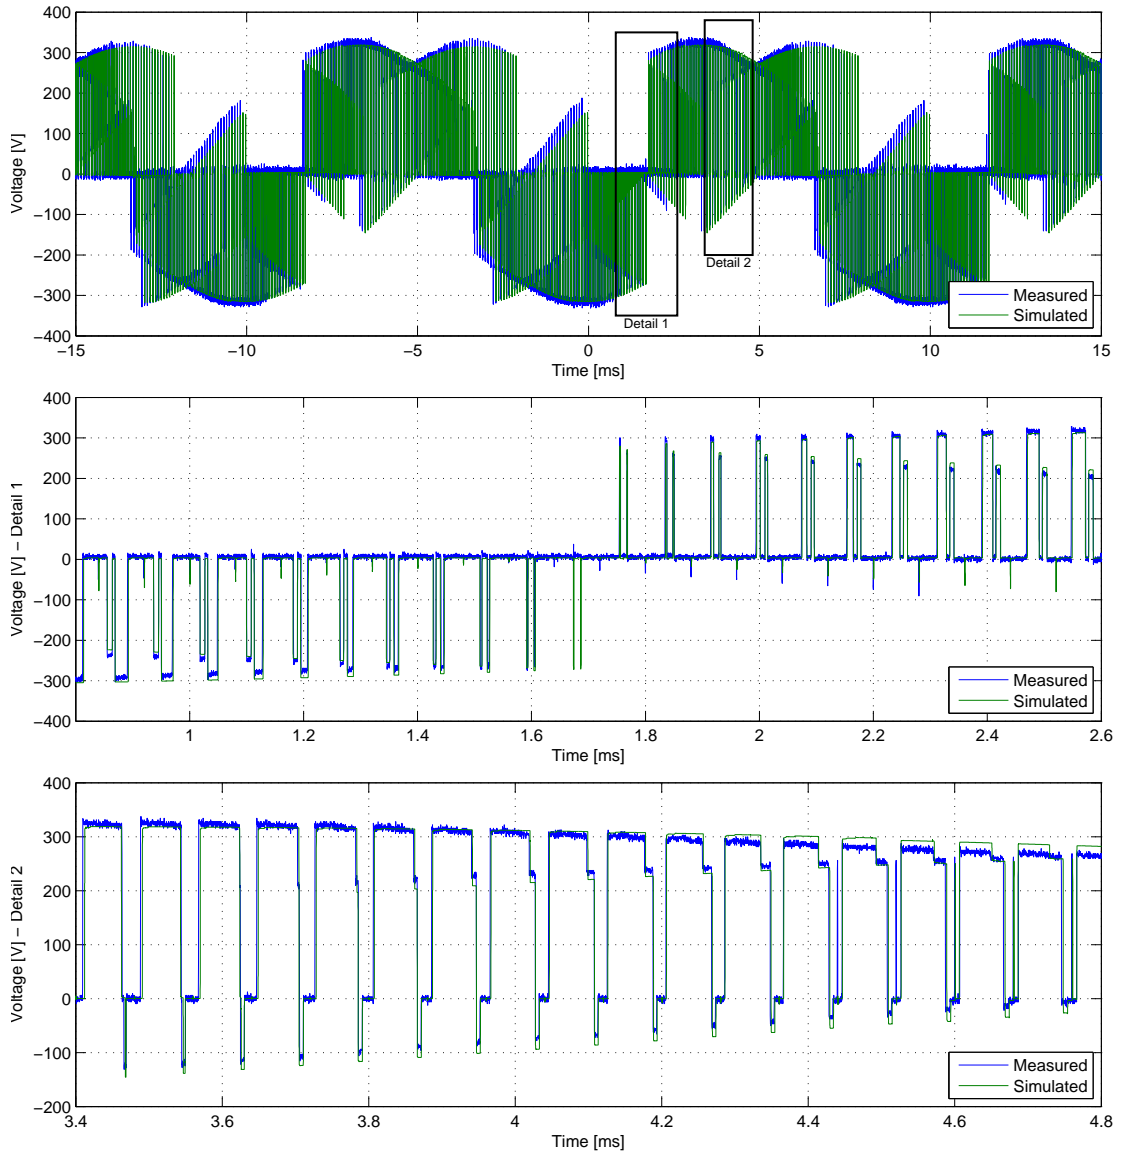 400
300
200
100
0
−100
−200
−300
−400
Voltage [V]
Detail 1
Detail 2
Measured
Simulated
−15 −10 −5 0 5 10 15
Time [ms]
400
300
200
100
0
−100
−200
−300
−400
Voltage [V] − Detail 1
Measured
Simulated
1 1.2 1.4 1.6 1.8 2 2.2 2.4 2.6
Time [ms]
400
300
200
100
0
−100
−200
Voltage [V] − Detail 2
Measured
Simulated
3.4 3.6 3.8 4 4.2 4.4 4.6 4.8
Time [ms]